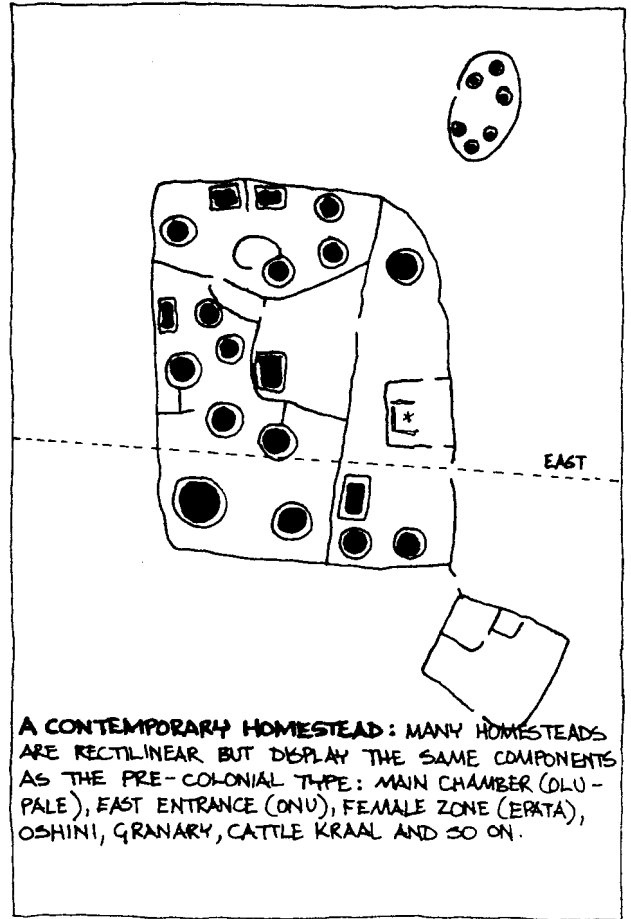 EAST
A CONTEMPORARY HOMESTEAD: MANY HOMESTEADS
ARE RECTILINEAR BUT DISPLAY THE SAME COMPONENTS
AS THE PRE-COLONIAL TYPE: MAIN CHAMBER (OLU-
PALE), EAST ENTRANCE (ONU), FEMALE ZONE (EPATA),
OSHINI, GRANARY, CATTLE KRAAL AND SO ON.